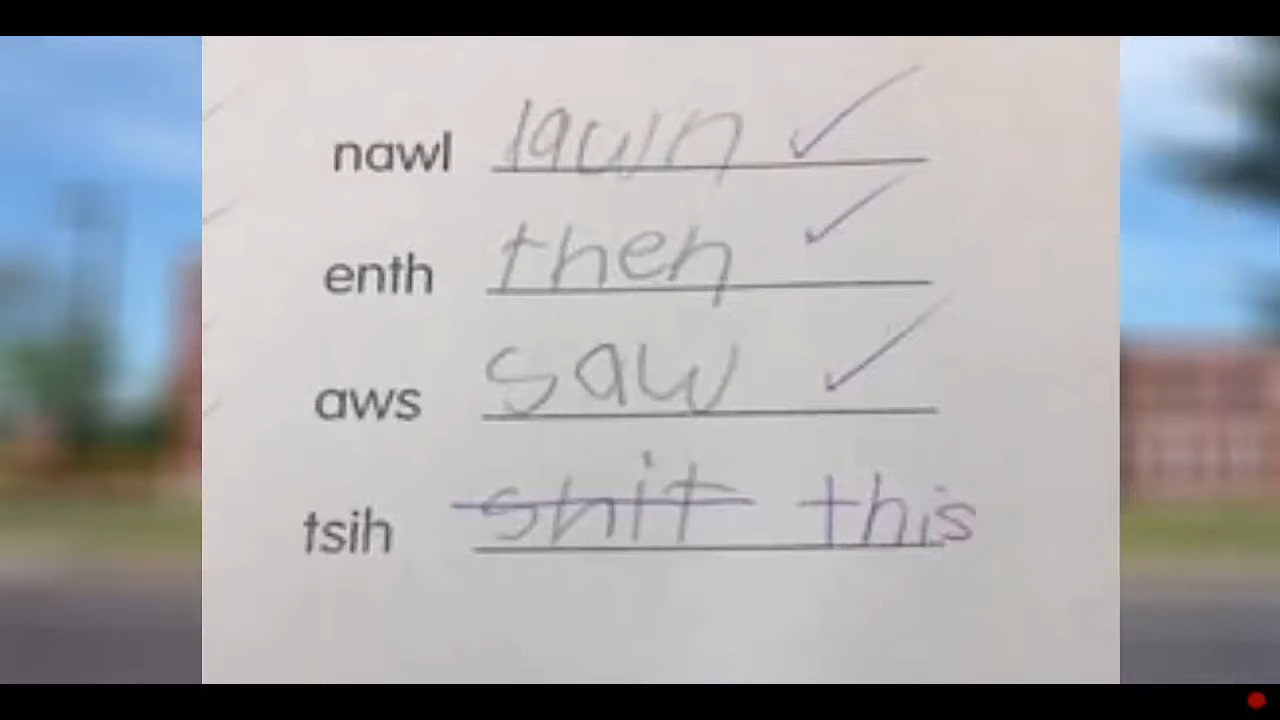 nawl lawn ✓
enth then ✓
aws saw ✓
tsih shit this